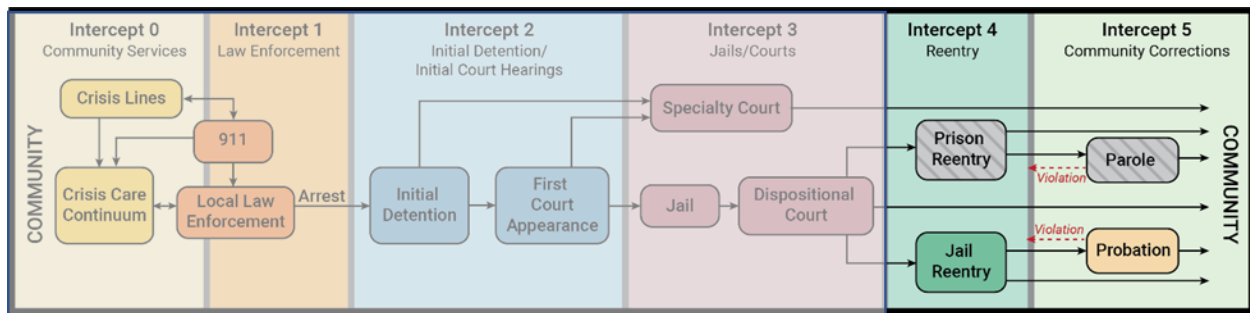 Intercept 0
Community Services
Intercept 1
Law Enforcement
Intercept 2
Initial Detention/
Initial Court Hearings
Intercept 3
Jails/Courts
Intercept 4
Reentry
Intercept 5
Community Corrections
COMMUNITY
Crisis Lines
911
Crisis Care
Continuum
Local Law
Enforcement
Arrest
Initial
Detention
First
Court
Appearance
Specialty Court
Jail
Dispositional
Court
Prison
Reentry
Parole
Violation
Jail
Reentry
Violation
Probation
COMMUNITY